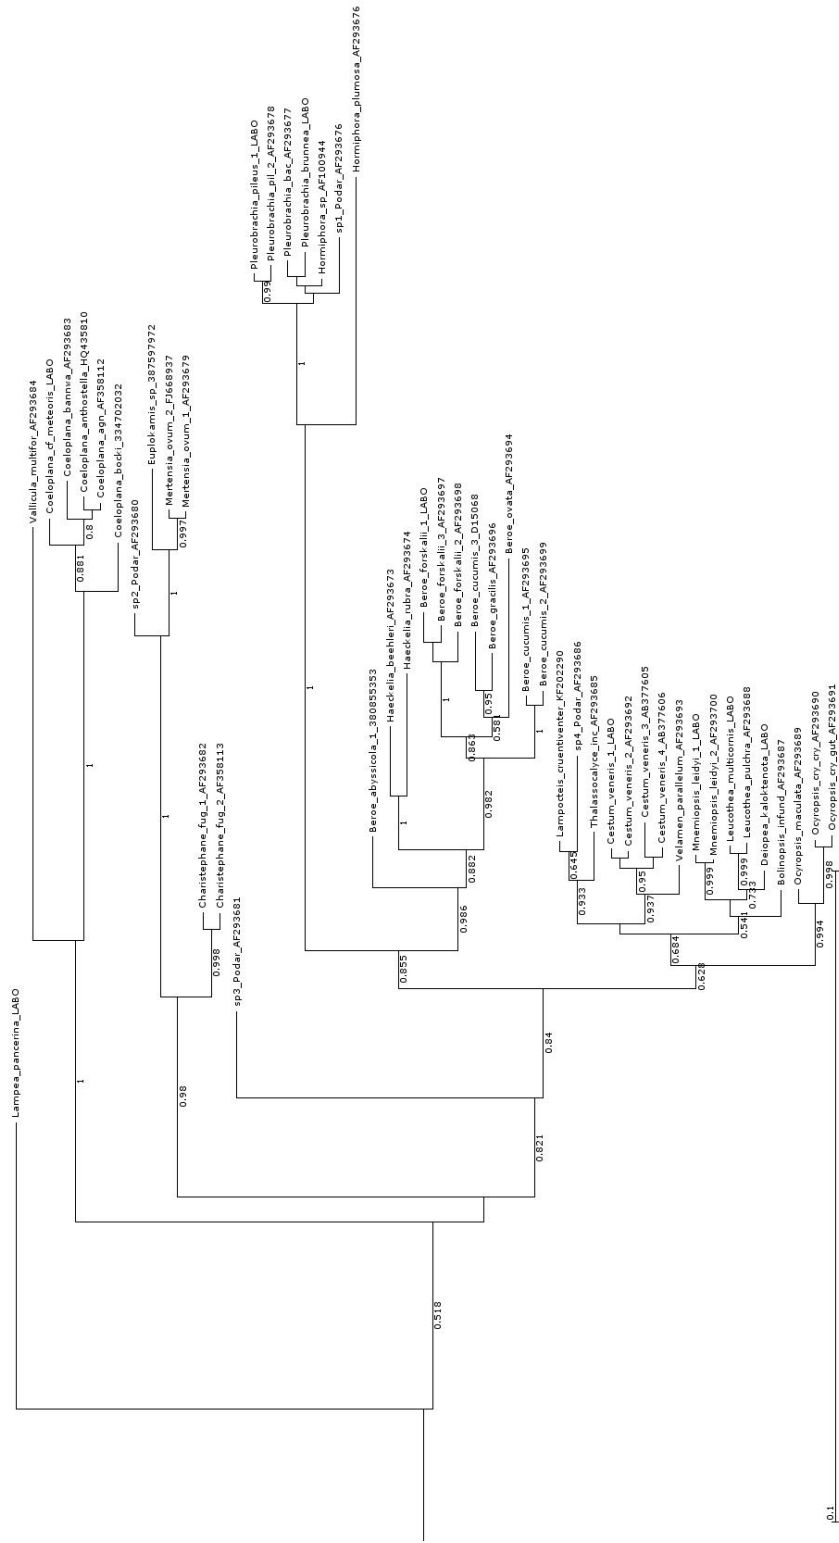 Lampea_pancerina_LABO
Vallicula_multifor_AF293684
Coeloplana_cf_meteoris_LABO
Coeloplana_bannwa_AF293683
Coeloplana_anthostella_HQ435810
Coeloplana_agn_AF358112
Coeloplana_bocki_334702032
0.8
0.881
1
1
sp2_Podar_AF293680
Euplokamis_sp_387597972
Mertensia_ovum_2_FJ668937
Mertensia_ovum_1_AF293679
0.997
1
1
Charistephane_fug_1_AF293682
Charistephane_fug_2_AF358113
0.998
0.98
sp3_Podar_AF293681
Pleurobrachia_pileus_1_LABO
Pleurobrachia_pil_2_AF293678
0.99
Pleurobrachia_bac_AF293677
Pleurobrachia_brunnea_LABO
Hormiphora_sp_AF100944
sp1_Podar_AF293676
1
Hormiphora_plumosa_AF293676
1
Beroe_abyssicola_1_380855353
Haeckelia_beehleri_AF293673
Haeckelia_rubra_AF293674
1
Beroe_forskalii_1_LABO
Beroe_forskalii_3_AF293697
Beroe_forskalii_2_AF293698
1
Beroe_cucumis_3_D15068
Beroe_gracilis_AF293696
0.95
Beroe_ovata_AF293694
0.581
0.863
Beroe_cucumis_1_AF293695
Beroe_cucumis_2_AF293699
1
0.982
0.882
0.986
0.855
Lampocteis_cruentiventer_KF202290
sp4_Podar_AF293686
0.645
Thalassocalyce_inc_AF293685
0.933
Cestum_veneris_1_LABO
Cestum_veneris_2_AF293692
Cestum_veneris_3_AB377605
Cestum_veneris_4_AB377606
0.95
Velamen_parallelum_AF293693
0.937
Mnemiopsis_leidyi_1_LABO
Mnemiopsis_leidyi_2_AF293700
0.999
Leucothea_multicornis_LABO
Leucothea_pulchra_AF293688
0.999
Deiopea_kaloktenota_LABO
0.733
Bolinopsis_infund_AF293687
0.541
0.684
Ocyropsis_maculata_AF293689
Ocyropsis_cry_cry_AF293690
Ocyropsis_cry_gut_AF293691
0.998
0.994
0.628
0.84
0.821
0.518
0.1